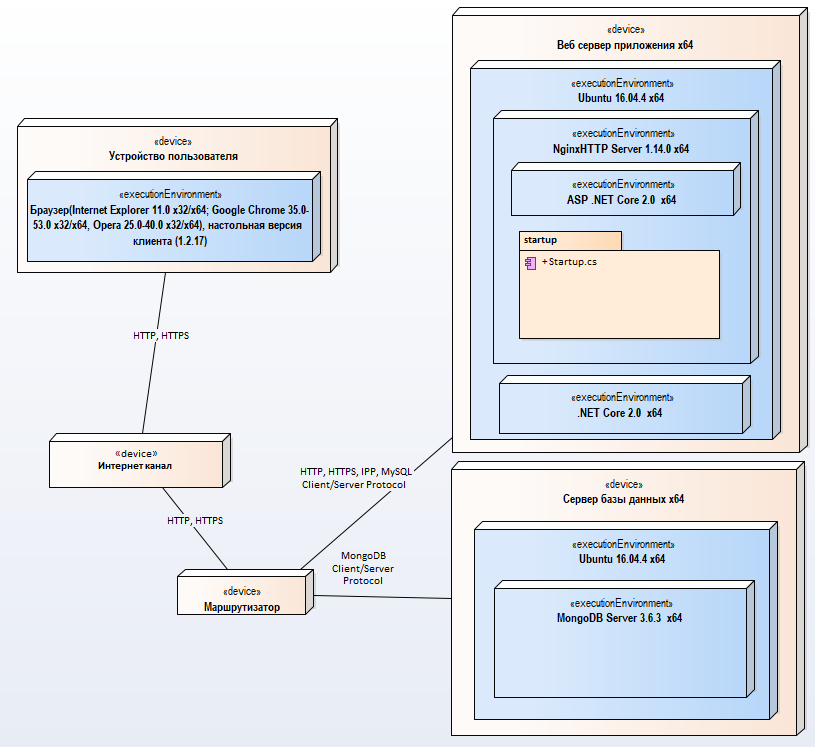 «device»
Веб сервер приложения x64
«executionEnvironment»
Ubuntu 16.04.4 x64
«executionEnvironment»
NginxHTTP Server 1.14.0 x64
«executionEnvironment»
ASP .NET Core 2.0 x64
startup
+Startup.cs
«executionEnvironment»
.NET Core 2.0 x64
«device»
Устройство пользователя
«executionEnvironment»
Браузер(Internet Explorer 11.0 x32/x64; Google Chrome 35.0-
53.0 x32/x64, Opera 25.0-40.0 x32/x64), настольная версия
клиента (1.2.17)
HTTP, HTTPS
«device»
Интернет канал
HTTP, HTTPS
HTTP, HTTPS, IPP, MySQL
Client/Server Protocol
MongoDB
Client/Server
Protocol
«device»
Маршрутизатор
«device»
Сервер базы данных x64
«executionEnvironment»
Ubuntu 16.04.4 x64
«executionEnvironment»
MongoDB Server 3.6.3 x64